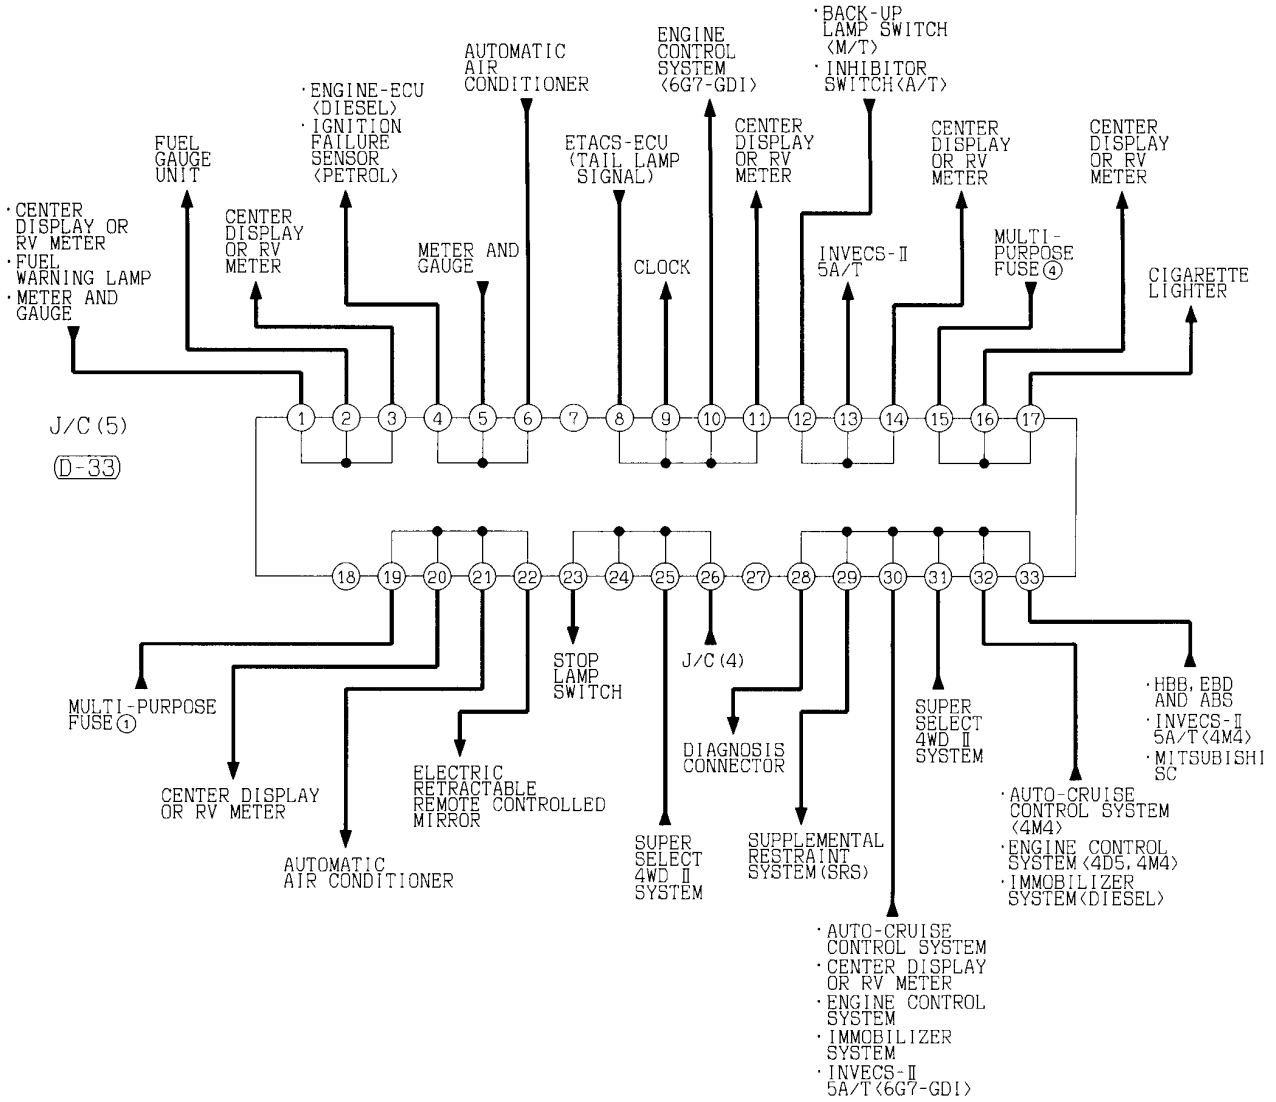 · BACK-UP
LAMP SWITCH
<M/T>
· INHIBITOR
SWITCH<A/T>
ENGINE
CONTROL
SYSTEM
<6G7-GDI>
AUTOMATIC
AIR
CONDITIONER
· ENGINE-ECU
<DIESEL>
· IGNITION
FAILURE
SENSOR
<PETROL>
FUEL
GAUGE
UNIT
ETACS-ECU
(TAIL LAMP
SIGNAL)
CENTER
DISPLAY
OR RV
METER
CENTER
DISPLAY
OR RV
METER
CENTER
DISPLAY
OR RV
METER
· CENTER
DISPLAY OR
RV METER
· FUEL
WARNING LAMP
· METER AND
GAUGE
CENTER
DISPLAY
OR RV
METER
METER AND
GAUGE
CLOCK
INVECS-Ⅱ
5A/T
MULTI-
PURPOSE
FUSE④
CIGARETTE
LIGHTER
J/C(5)
D-33
1 2 3 4 5 6 7 8 9 10 11 12 13 14 15 16 17
18 19 20 21 22 23 24 25 26 27 28 29 30 31 32 33
MULTI-PURPOSE
FUSE①
CENTER DISPLAY
OR RV METER
AUTOMATIC
AIR CONDITIONER
ELECTRIC
RETRACTABLE
REMOTE CONTROLLED
MIRROR
STOP
LAMP
SWITCH
SUPER
SELECT
4WD Ⅱ
SYSTEM
J/C(4)
DIAGNOSIS
CONNECTOR
SUPPLEMENTAL
RESTRAINT
SYSTEM(SRS)
· AUTO-CRUISE
CONTROL SYSTEM
· CENTER DISPLAY
OR RV METER
· ENGINE CONTROL
SYSTEM
· IMMOBILIZER
SYSTEM
· INVECS-Ⅱ
5A/T<6G7-GDI>
SUPER
SELECT
4WD Ⅱ
SYSTEM
· AUTO-CRUISE
CONTROL SYSTEM
<4M4>
· ENGINE CONTROL
SYSTEM<4D5,4M4>
· IMMOBILIZER
SYSTEM<DIESEL>
· HBB,EBD
AND ABS
· INVECS-Ⅱ
5A/T<4M4>
· MITSUBISHI
SC